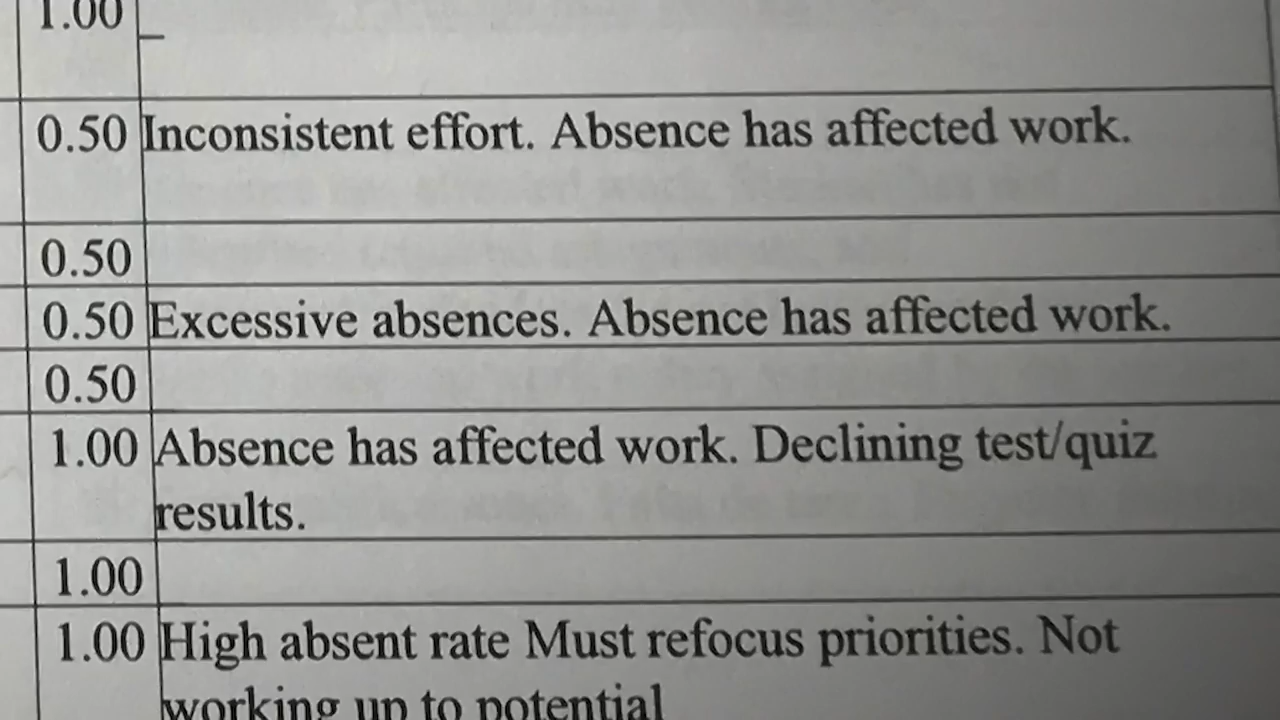 1.00
0.50 Inconsistent effort. Absence has affected work.
0.50
0.50 Excessive absences. Absence has affected work.
0.50
1.00 Absence has affected work. Declining test/quiz
results.
1.00
1.00 High absent rate Must refocus priorities. Not
working up to potential